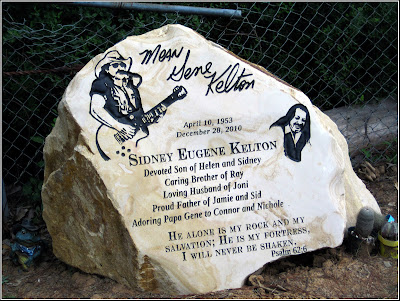 Mean
Gene
Kelton
April 10, 1953
December 28, 2010
Sidney Eugene Kelton
Devoted Son of Helen and Sidney
Caring Brother of Ray
Loving Husband of Joni
Proud Father of Jamie and Sid
Adoring Papa Gene to Connor and Nichole
He alone is my rock and my
salvation; He is my fortress,
I will never be shaken.
Psalm 62:6